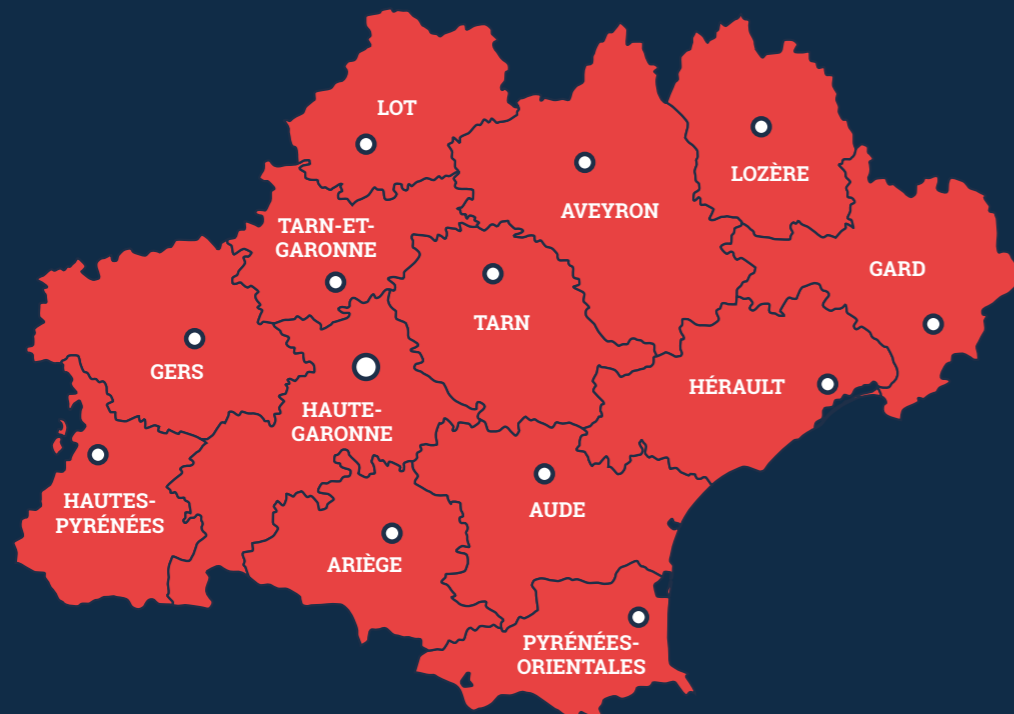 LOT
LOZÈRE
AVEYRON
TARN-ET-
GARONNE
GARD
TARN
GERS
HÉRAULT
HAUTE-
GARONNE
HAUTES-
PYRÉNÉES
AUDE
ARIÈGE
PYRÉNÉES-
ORIENTALES